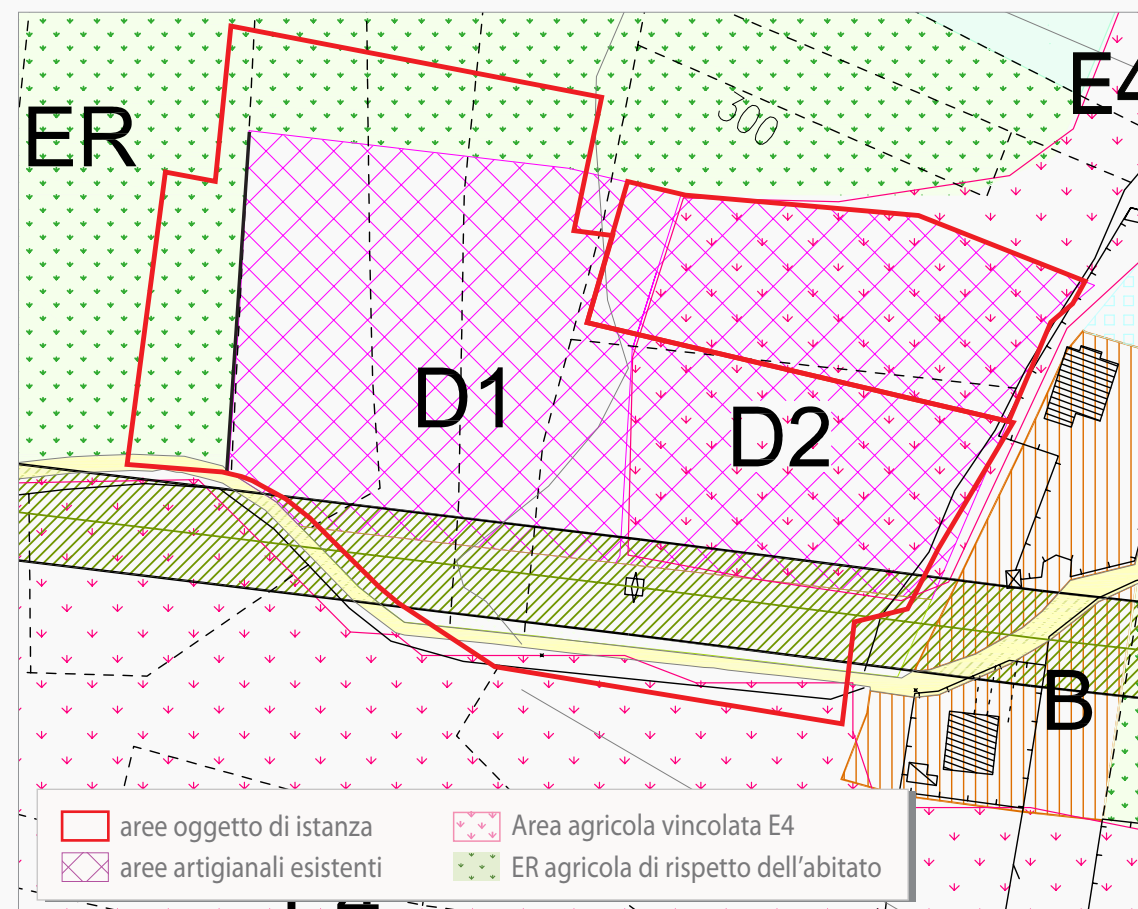 E4
300
ER
D1
D2
B
aree oggetto di istanza
aree artigianali esistenti
Area agricola vincolata E4
ER agricola di rispetto dell'abitato